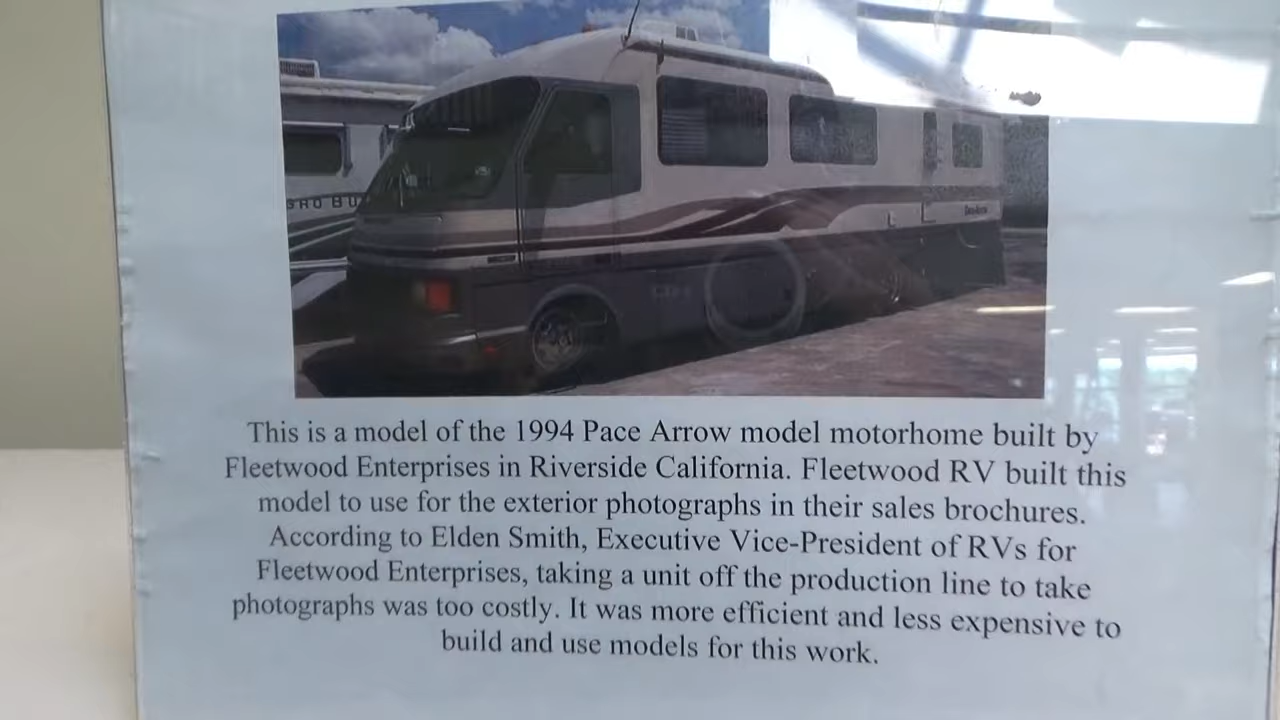 This is a model of the 1994 Pace Arrow model motorhome built by
Fleetwood Enterprises in Riverside California. Fleetwood RV built this
model to use for the exterior photographs in their sales brochures.
According to Elden Smith, Executive Vice-President of RVs for
Fleetwood Enterprises, taking a unit off the production line to take
photographs was too costly. It was more efficient and less expensive to
build and use models for this work.